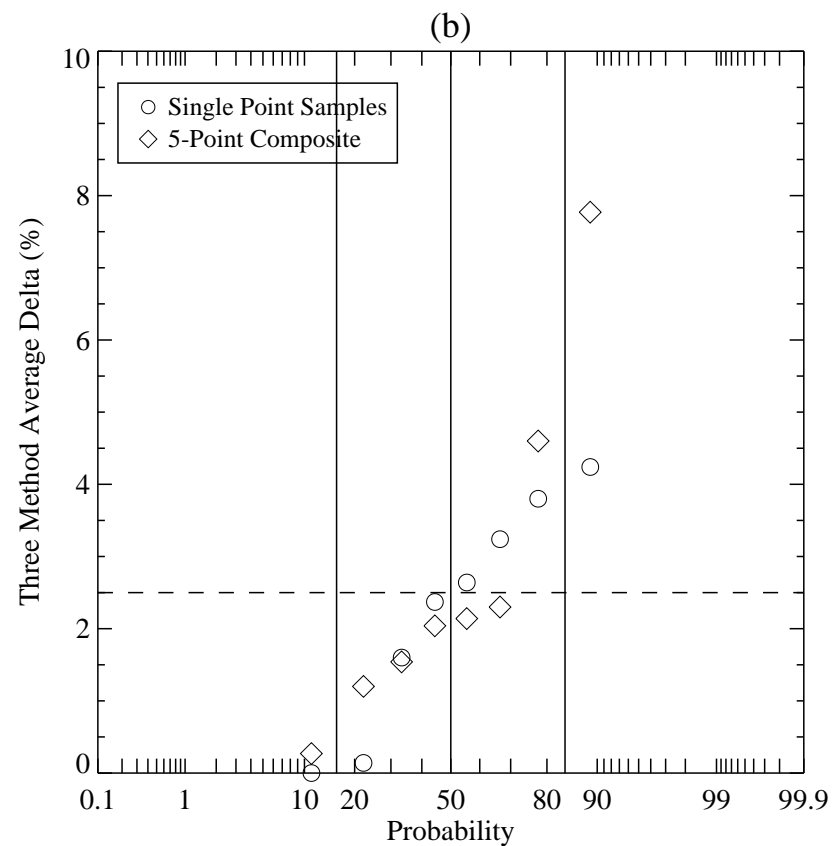 (b)
Single Point Samples
5-Point Composite
Three Method Average Delta (%)
10
8
6
4
2
0
0.1 1 10 20 50 80 90 99 99.9
Probability